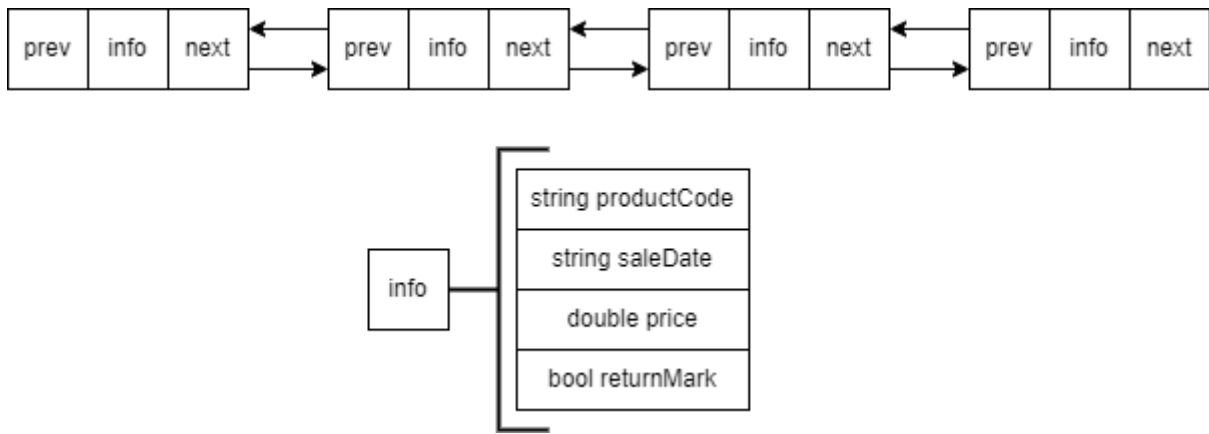 prev info next prev info next prev info next prev info next
string productCode
string saleDate
info
double price
bool returnMark